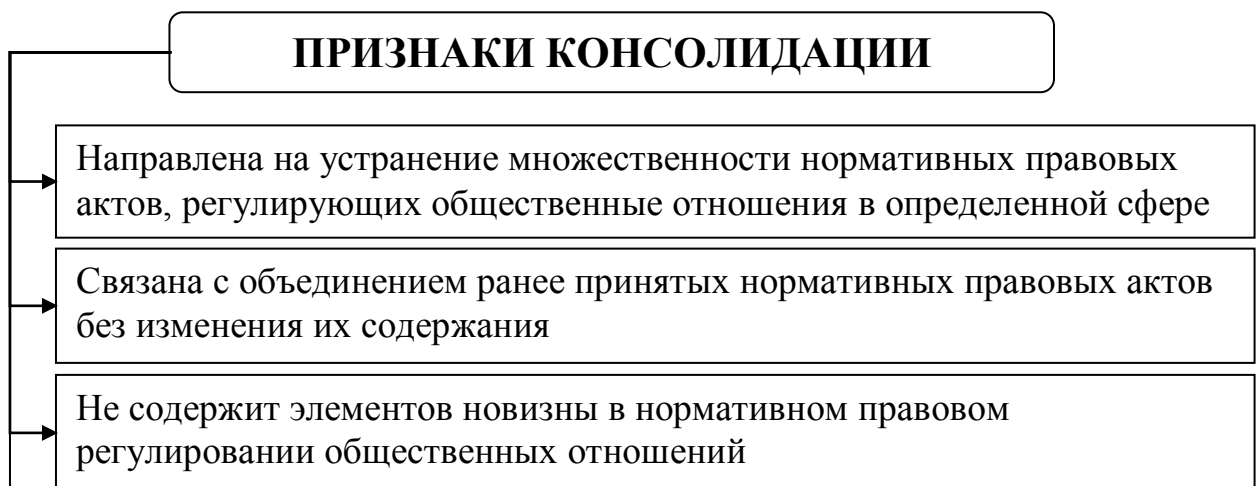 ПРИЗНАКИ КОНСОЛИДАЦИИ
Направлена на устранение множественности нормативных правовых
актов, регулирующих общественные отношения в определенной сфере
Связана с объединением ранее принятых нормативных правовых актов
без изменения их содержания
Не содержит элементов новизны в нормативном правовом
регулировании общественных отношений